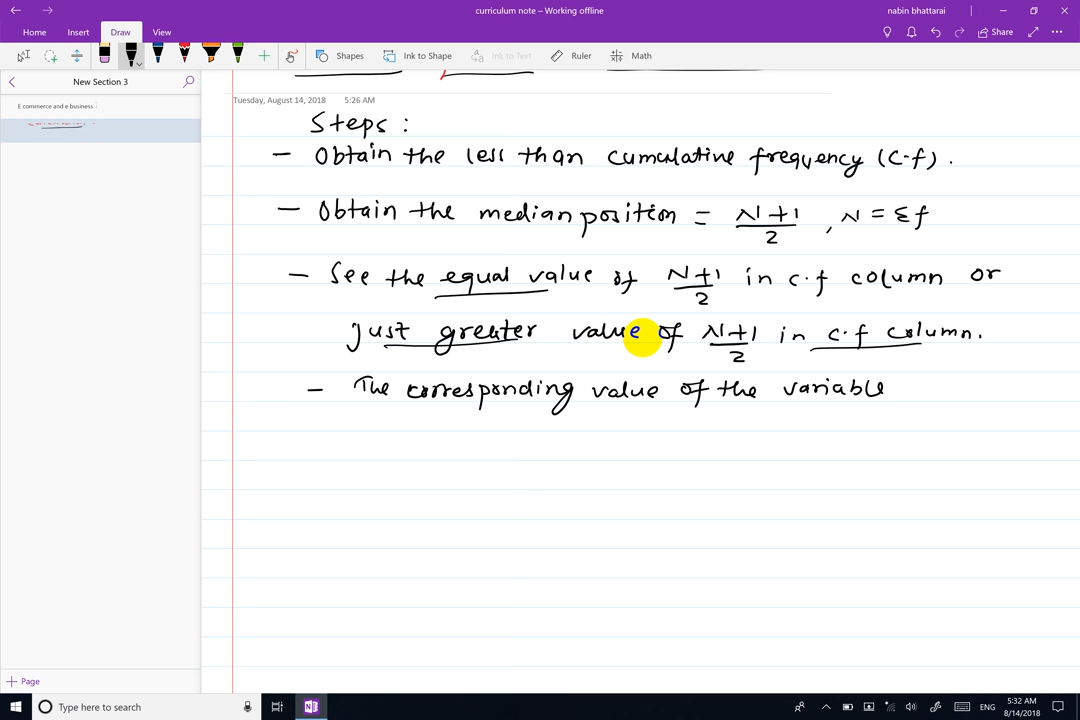 curriculum note – Working offline
nabin bhattarai
Home Insert Draw View
Share
Shapes Ink to Shape Ink to Text Ruler Math
New Section 3
E commerce and e business
Tuesday, August 14, 2018 5:26 AM
Steps :
– Obtain the less than cumulative frequency (c.f) .
– Obtain the median position = N+1/2 , N = Σf
– See the equal value of N+1/2 in c.f column or
just greater value of N+1/2 in c.f column.
– The corresponding value of the variable
+ Page
Type here to search
ENG
5:32 AM
8/14/2018